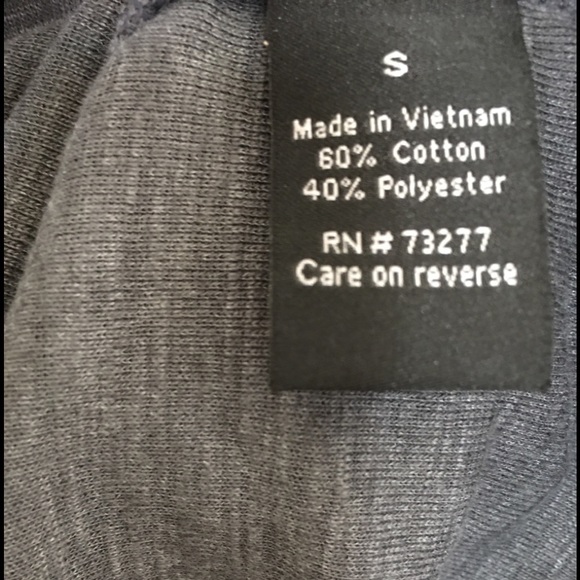 S
Made in Vietnam
60% Cotton
40% Polyester
RN # 73277
Care on reverse